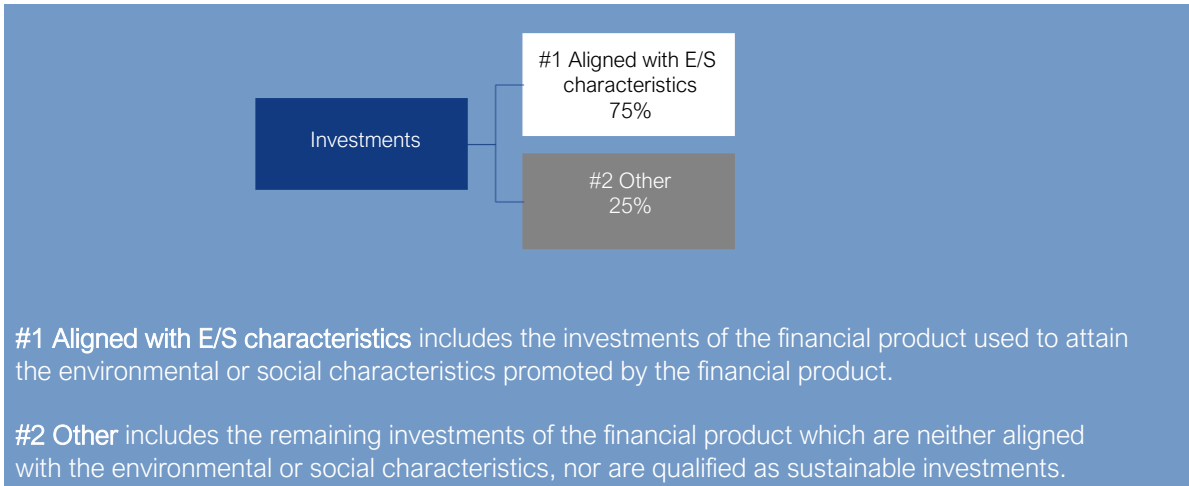 #1 Aligned with E/S
characteristics
75%
Investments
#2 Other
25%
#1 Aligned with E/S characteristics includes the investments of the financial product used to attain
the environmental or social characteristics promoted by the financial product.
#2 Other includes the remaining investments of the financial product which are neither aligned
with the environmental or social characteristics, nor are qualified as sustainable investments.